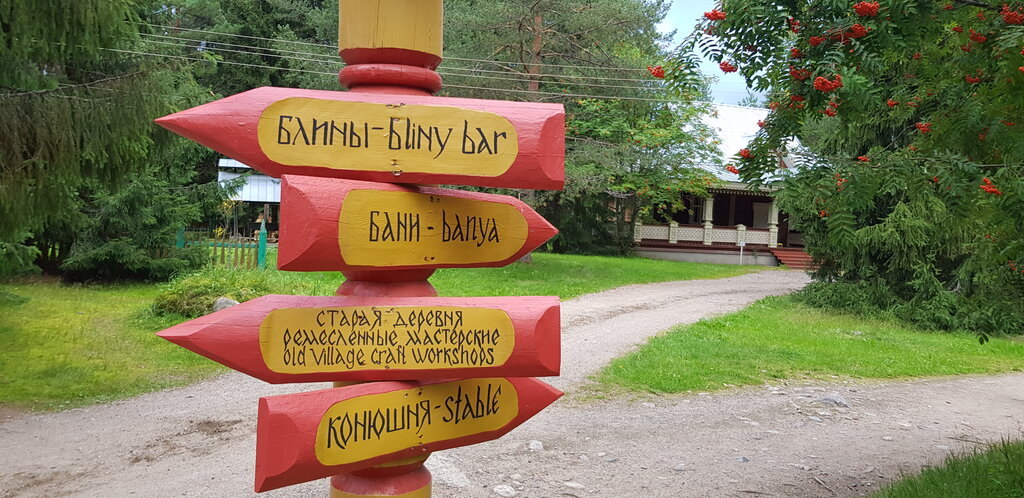 блины-bliny bar
бани - banya
старая деревня
ремесленные мастерские
old village craft workshops
конюшня-stable